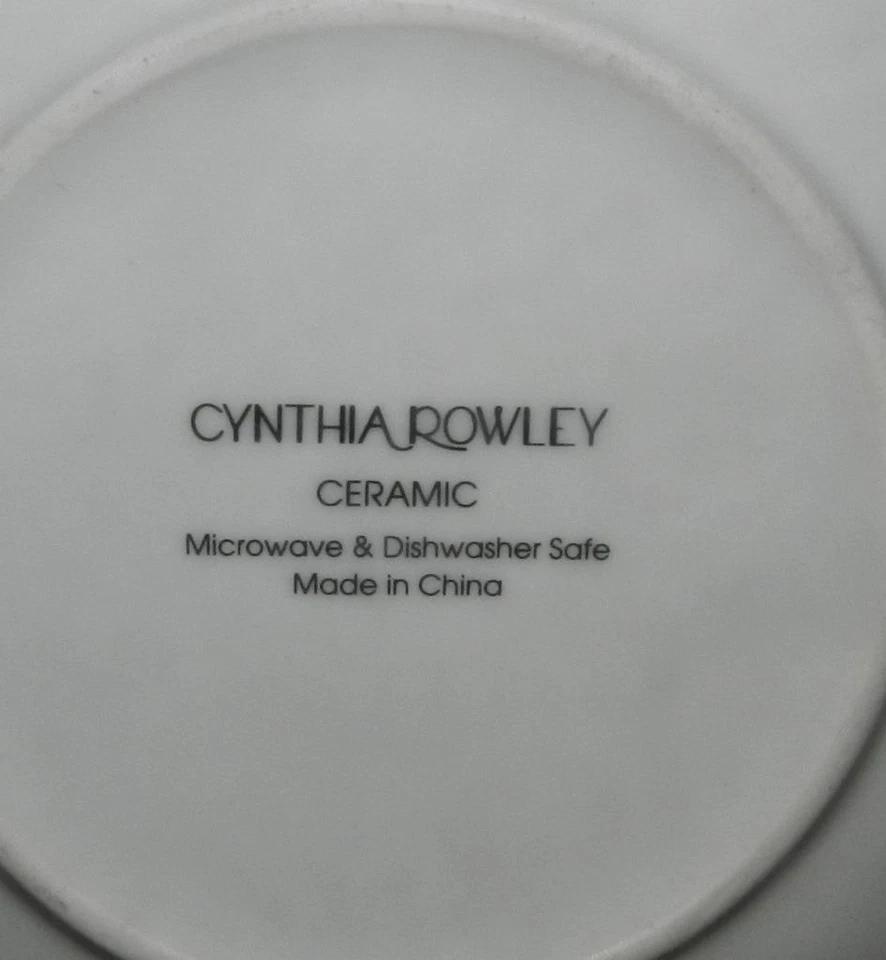 CYNTHIA ROWLEY
CERAMIC
Microwave & Dishwasher Safe
Made in China